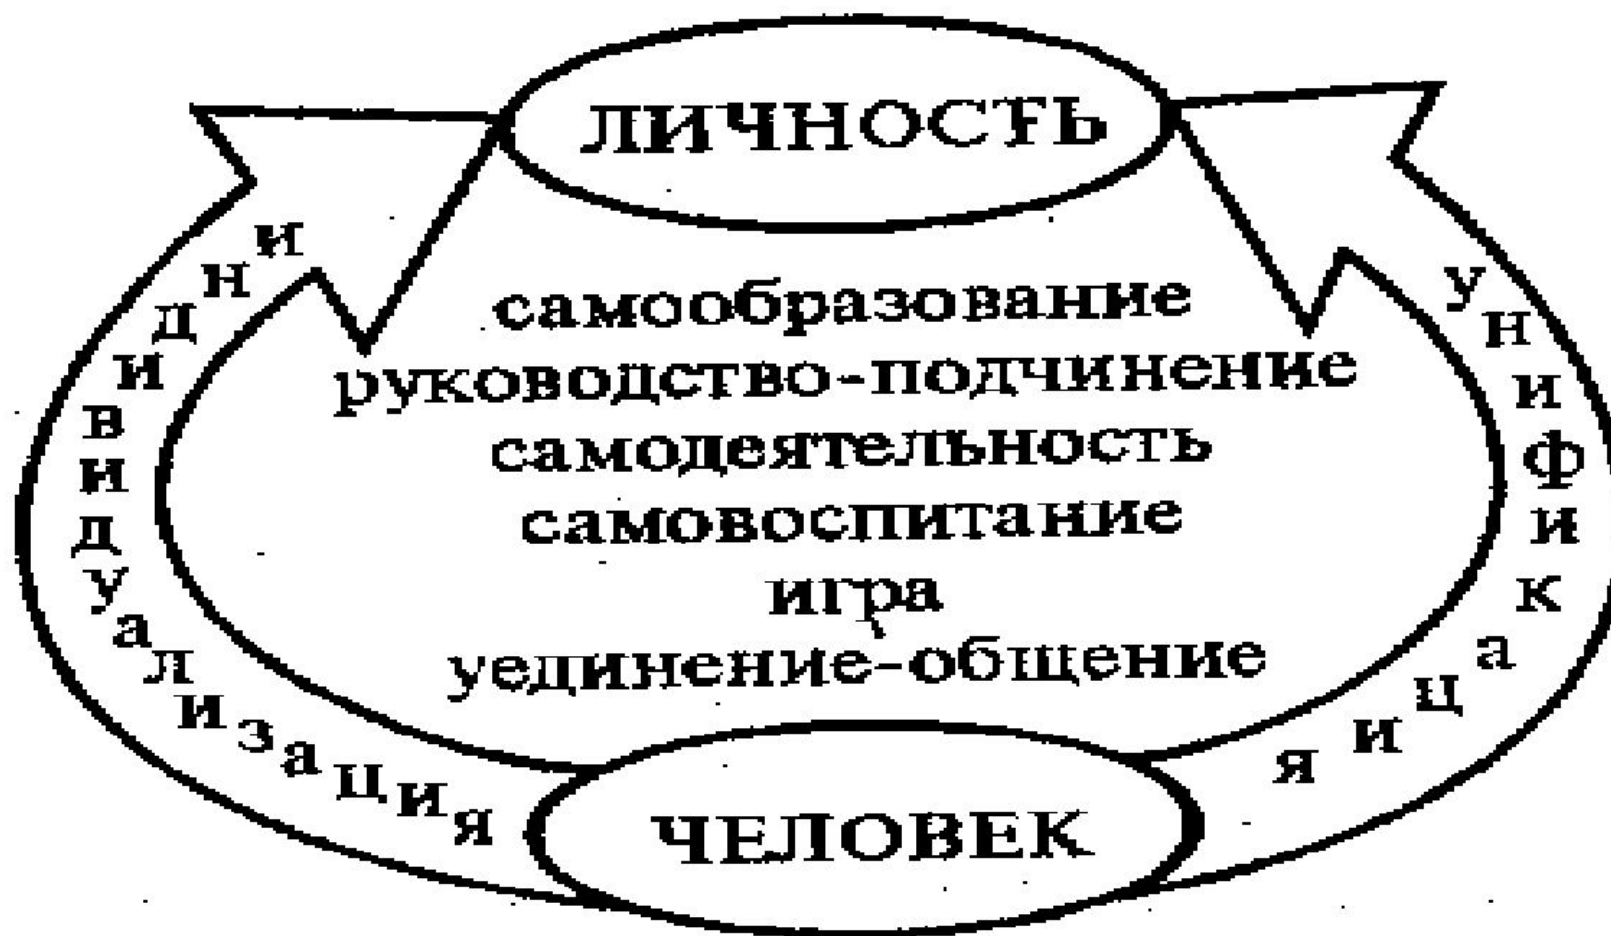 ЛИЧНОСТЬ
индивидуализация
унификация
самообразование
руководство-подчинение
самодеятельность
самовоспитание
игра
уединение-общение
ЧЕЛОВЕК